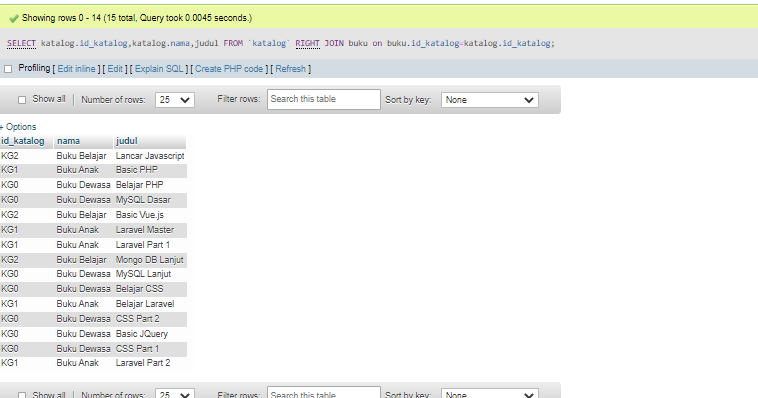 Showing rows 0 - 14 (15 total, Query took 0.0045 seconds.)
SELECT katalog.id_katalog,katalog.nama,judul FROM `katalog` RIGHT JOIN buku on buku.id_katalog=katalog.id_katalog;
Profiling [ Edit inline ] [ Edit ] [ Explain SQL ] [ Create PHP code ] [ Refresh ]
Show all | Number of rows: 25 Filter rows: Search this table Sort by key: None
+ Options
id_katalog nama judul
KG2 Buku Belajar Lancar Javascript
KG1 Buku Anak Basic PHP
KG0 Buku Dewasa Belajar PHP
KG0 Buku Dewasa MySQL Dasar
KG2 Buku Belajar Basic Vue.js
KG1 Buku Anak Laravel Master
KG1 Buku Anak Laravel Part 1
KG2 Buku Belajar Mongo DB Lanjut
KG0 Buku Dewasa MySQL Lanjut
KG0 Buku Dewasa Belajar CSS
KG1 Buku Anak Belajar Laravel
KG0 Buku Dewasa CSS Part 2
KG0 Buku Dewasa Basic JQuery
KG0 Buku Dewasa CSS Part 1
KG1 Buku Anak Laravel Part 2
Show all | Number of rows: 25 Filter rows: Search this table Sort by key: None